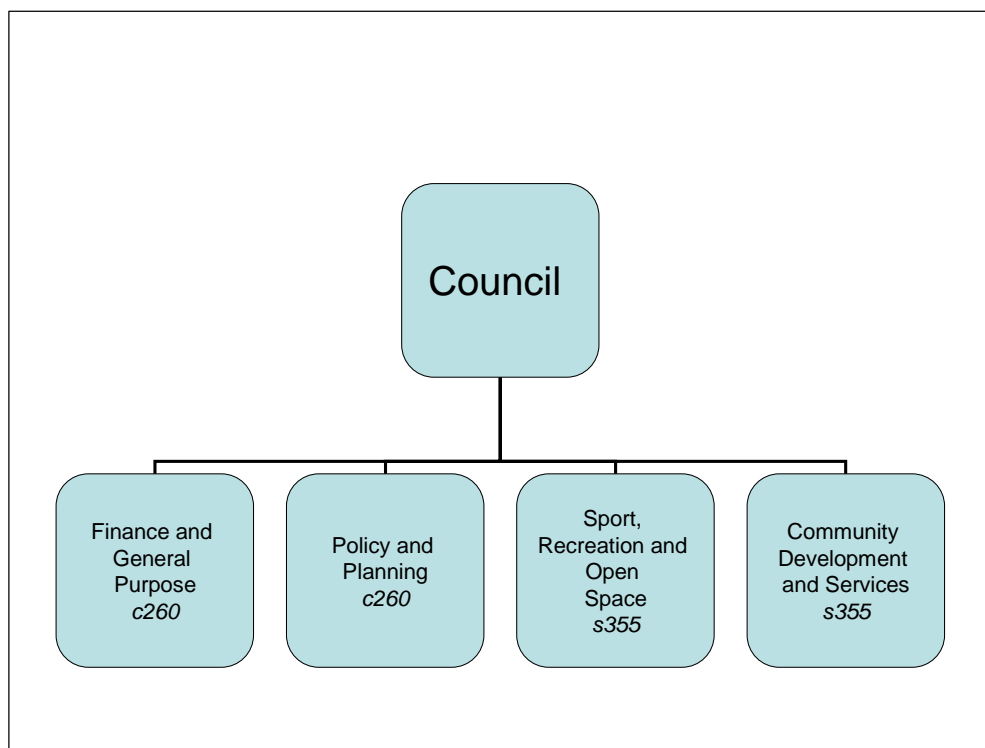 Council
Finance and
General
Purpose
c260
Policy and
Planning
c260
Sport,
Recreation and
Open
Space
s355
Community
Development
and Services
s355